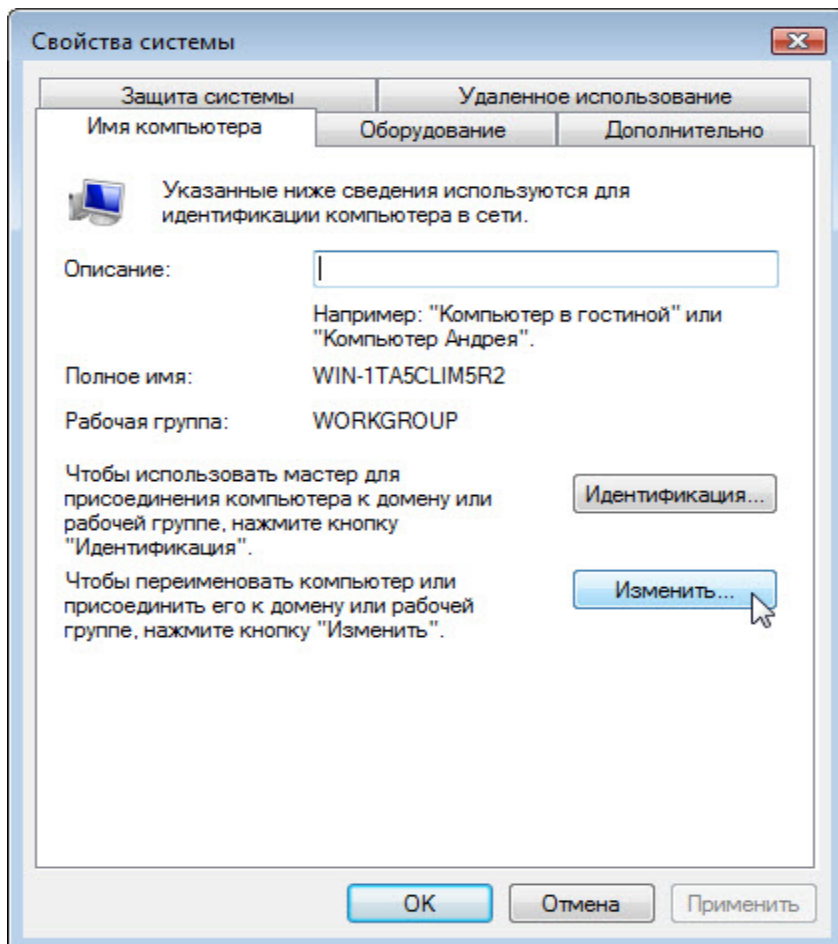 Свойства системы
Защита системы
Удаленное использование
Имя компьютера
Оборудование
Дополнительно
Указанные ниже сведения используются для
идентификации компьютера в сети.
Описание:
Например: "Компьютер в гостиной" или
"Компьютер Андрея".
Полное имя:
WIN-1TA5CLIM5R2
Рабочая группа:
WORKGROUP
Чтобы использовать мастер для
присоединения компьютера к домену или
рабочей группе, нажмите кнопку
"Идентификация".
Идентификация...
Чтобы переименовать компьютер или
присоединить его к домену или рабочей
группе, нажмите кнопку "Изменить".
Изменить...
OK
Отмена
Применить